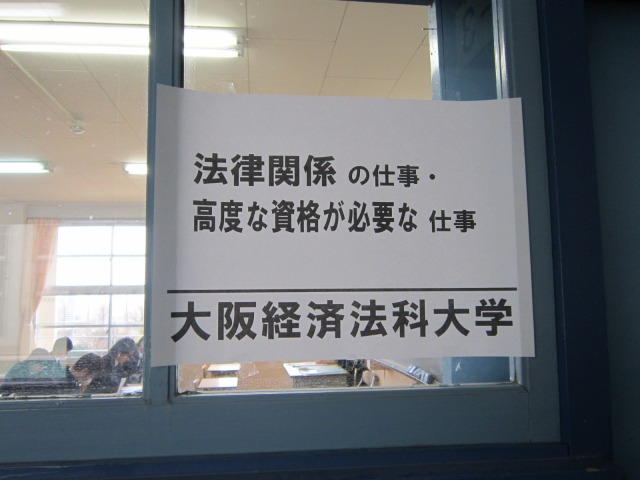 法律関係 の仕事・
高度な資格が必要な 仕事
大阪経済法科大学